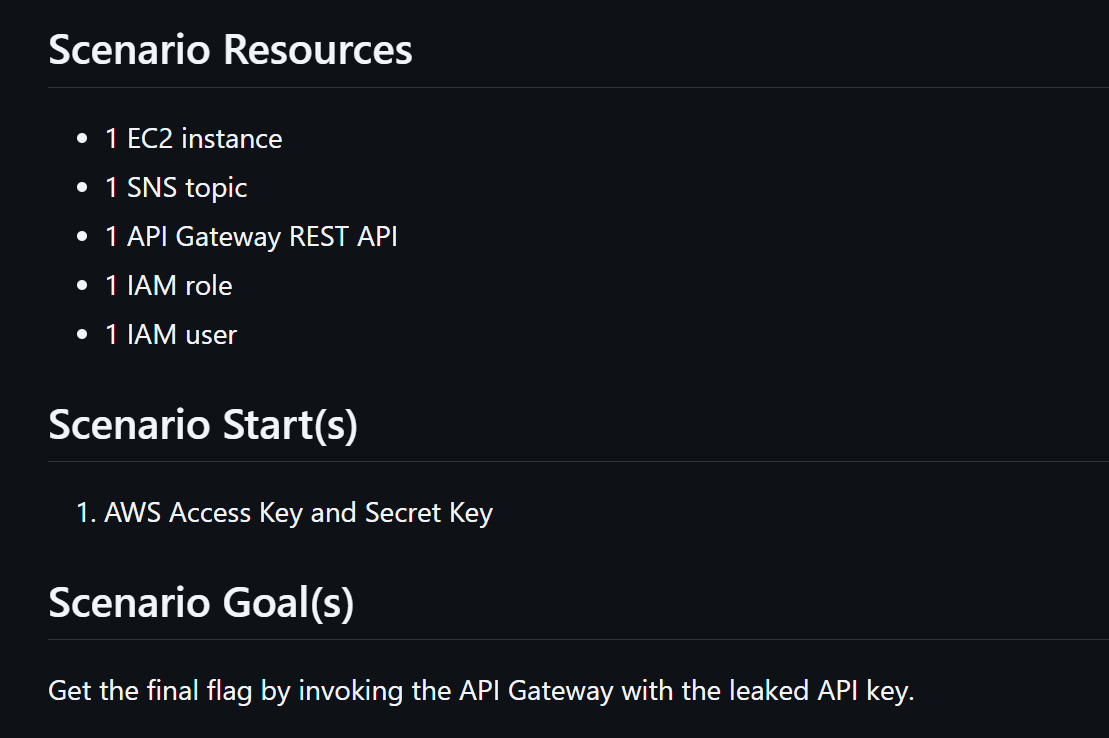 Scenario Resources
• 1 EC2 instance
• 1 SNS topic
• 1 API Gateway REST API
• 1 IAM role
• 1 IAM user
Scenario Start(s)
1. AWS Access Key and Secret Key
Scenario Goal(s)
Get the final flag by invoking the API Gateway with the leaked API key.